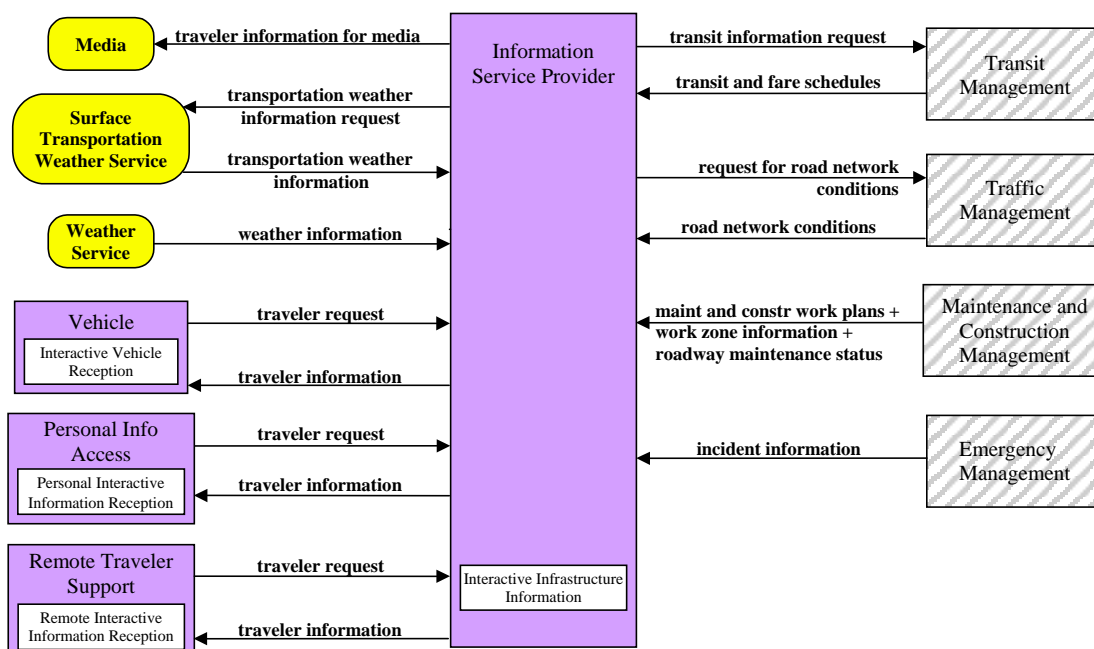 Media
traveler information for media
Information
Service Provider
transit information request
Transit
Management
transit and fare schedules
Surface
Transportation
Weather Service
transportation weather
information request
transportation weather
information
request for road network
conditions
Traffic
Management
road network conditions
Weather
Service
weather information
Vehicle
Interactive Vehicle
Reception
traveler request
traveler information
maint and constr work plans +
work zone information +
roadway maintenance status
Maintenance and
Construction
Management
Personal Info
Access
Personal Interactive
Information Reception
traveler request
traveler information
incident information
Emergency
Management
Remote Traveler
Support
Remote Interactive
Information Reception
traveler request
traveler information
Interactive Infrastructure
Information